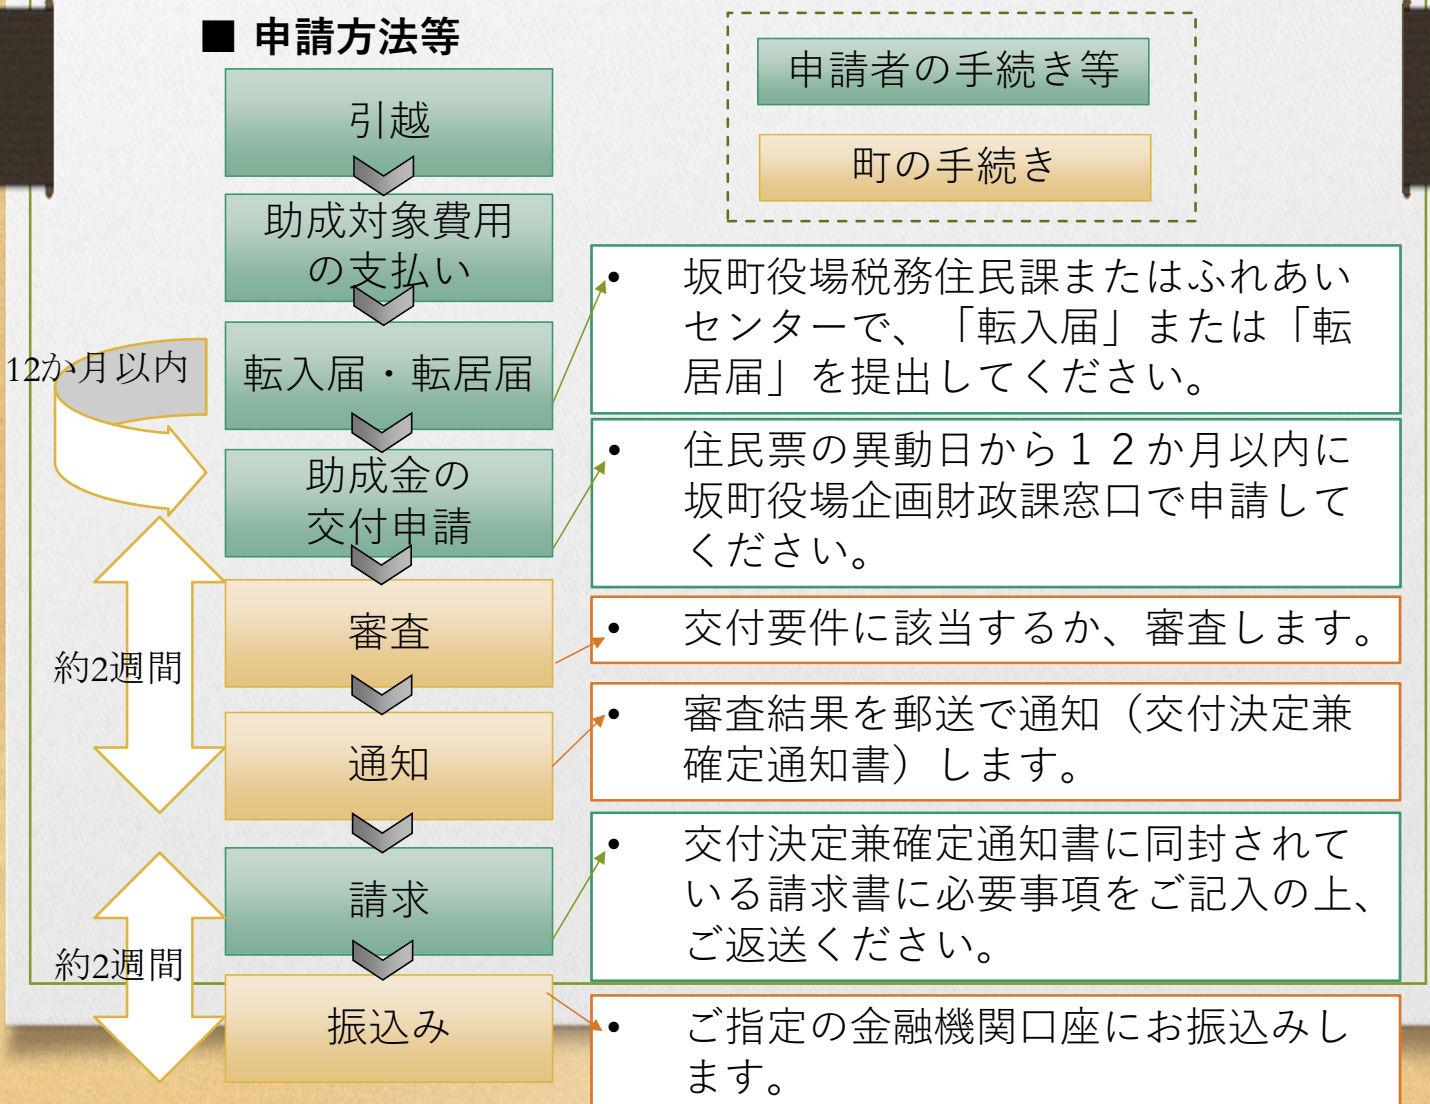 ■ 申請方法等
申請者の手続き等
町の手続き
引越
助成対象費用
の支払い
転入届・転居届
12か月以内
助成金の
交付申請
審査
約2週間
通知
請求
約2週間
振込み
• 坂町役場税務住民課またはふれあい
センターで、「転入届」または「転
居届」を提出してください。
• 住民票の異動日から１２か月以内に
坂町役場企画財政課窓口で申請して
ください。
• 交付要件に該当するか、審査します。
• 審査結果を郵送で通知（交付決定兼
確定通知書）します。
• 交付決定兼確定通知書に同封されて
いる請求書に必要事項をご記入の上、
ご返送ください。
• ご指定の金融機関口座にお振込みし
ます。